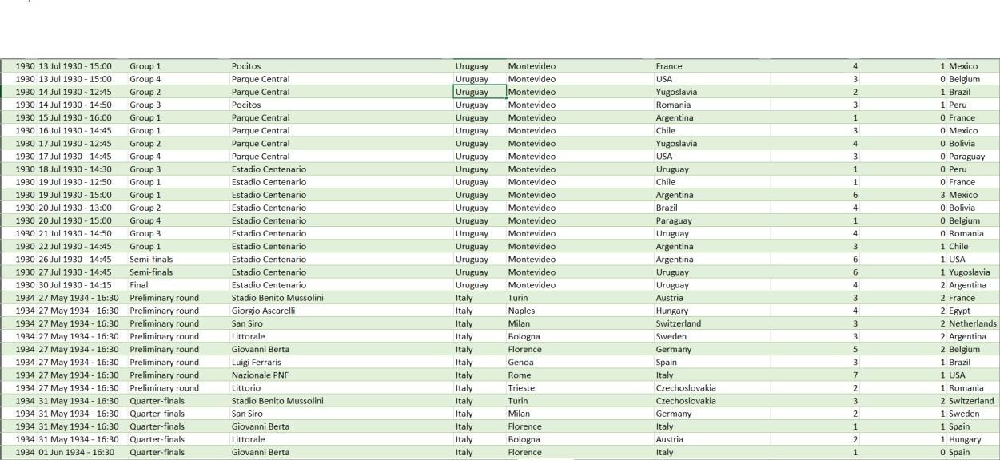 1930 13 Jul 1930 - 15:00 Group 1 Pocitos Uruguay Montevideo France 4 1 Mexico
1930 13 Jul 1930 - 15:00 Group 4 Parque Central Uruguay Montevideo USA 3 0 Belgium
1930 14 Jul 1930 - 12:45 Group 2 Parque Central Uruguay Montevideo Yugoslavia 2 1 Brazil
1930 14 Jul 1930 - 14:50 Group 3 Pocitos Uruguay Montevideo Romania 3 1 Peru
1930 15 Jul 1930 - 16:00 Group 1 Parque Central Uruguay Montevideo Argentina 1 0 France
1930 16 Jul 1930 - 14:45 Group 1 Parque Central Uruguay Montevideo Chile 3 0 Mexico
1930 17 Jul 1930 - 12:45 Group 2 Parque Central Uruguay Montevideo Yugoslavia 4 0 Bolivia
1930 17 Jul 1930 - 14:45 Group 4 Parque Central Uruguay Montevideo USA 3 0 Paraguay
1930 18 Jul 1930 - 14:30 Group 3 Estadio Centenario Uruguay Montevideo Uruguay 1 0 Peru
1930 19 Jul 1930 - 12:50 Group 1 Estadio Centenario Uruguay Montevideo Chile 1 0 France
1930 19 Jul 1930 - 15:00 Group 1 Estadio Centenario Uruguay Montevideo Argentina 6 3 Mexico
1930 20 Jul 1930 - 13:00 Group 2 Estadio Centenario Uruguay Montevideo Brazil 4 0 Bolivia
1930 20 Jul 1930 - 15:00 Group 4 Estadio Centenario Uruguay Montevideo Paraguay 1 0 Belgium
1930 21 Jul 1930 - 14:50 Group 3 Estadio Centenario Uruguay Montevideo Uruguay 4 0 Romania
1930 22 Jul 1930 - 14:45 Group 1 Estadio Centenario Uruguay Montevideo Argentina 3 1 Chile
1930 26 Jul 1930 - 14:45 Semi-finals Estadio Centenario Uruguay Montevideo Argentina 6 1 USA
1930 27 Jul 1930 - 14:45 Semi-finals Estadio Centenario Uruguay Montevideo Uruguay 6 1 Yugoslavia
1930 30 Jul 1930 - 14:15 Final Estadio Centenario Uruguay Montevideo Uruguay 4 2 Argentina
1934 27 May 1934 - 16:30 Preliminary round Stadio Benito Mussolini Italy Turin Austria 3 2 France
1934 27 May 1934 - 16:30 Preliminary round Giorgio Ascarelli Italy Naples Hungary 4 2 Egypt
1934 27 May 1934 - 16:30 Preliminary round San Siro Italy Milan Switzerland 3 2 Netherlands
1934 27 May 1934 - 16:30 Preliminary round Littorale Italy Bologna Sweden 3 2 Argentina
1934 27 May 1934 - 16:30 Preliminary round Giovanni Berta Italy Florence Germany 5 2 Belgium
1934 27 May 1934 - 16:30 Preliminary round Luigi Ferraris Italy Genoa Spain 3 1 Brazil
1934 27 May 1934 - 16:30 Preliminary round Nazionale PNF Italy Rome Italy 7 1 USA
1934 27 May 1934 - 16:30 Preliminary round Littorio Italy Trieste Czechoslovakia 2 1 Romania
1934 31 May 1934 - 16:30 Quarter-finals Stadio Benito Mussolini Italy Turin Czechoslovakia 3 2 Switzerland
1934 31 May 1934 - 16:30 Quarter-finals San Siro Italy Milan Germany 2 1 Sweden
1934 31 May 1934 - 16:30 Quarter-finals Giovanni Berta Italy Florence Italy 1 1 Spain
1934 31 May 1934 - 16:30 Quarter-finals Littorale Italy Bologna Austria 2 1 Hungary
1934 01 Jun 1934 - 16:30 Quarter-finals Giovanni Berta Italy Florence Italy 1 0 Spain